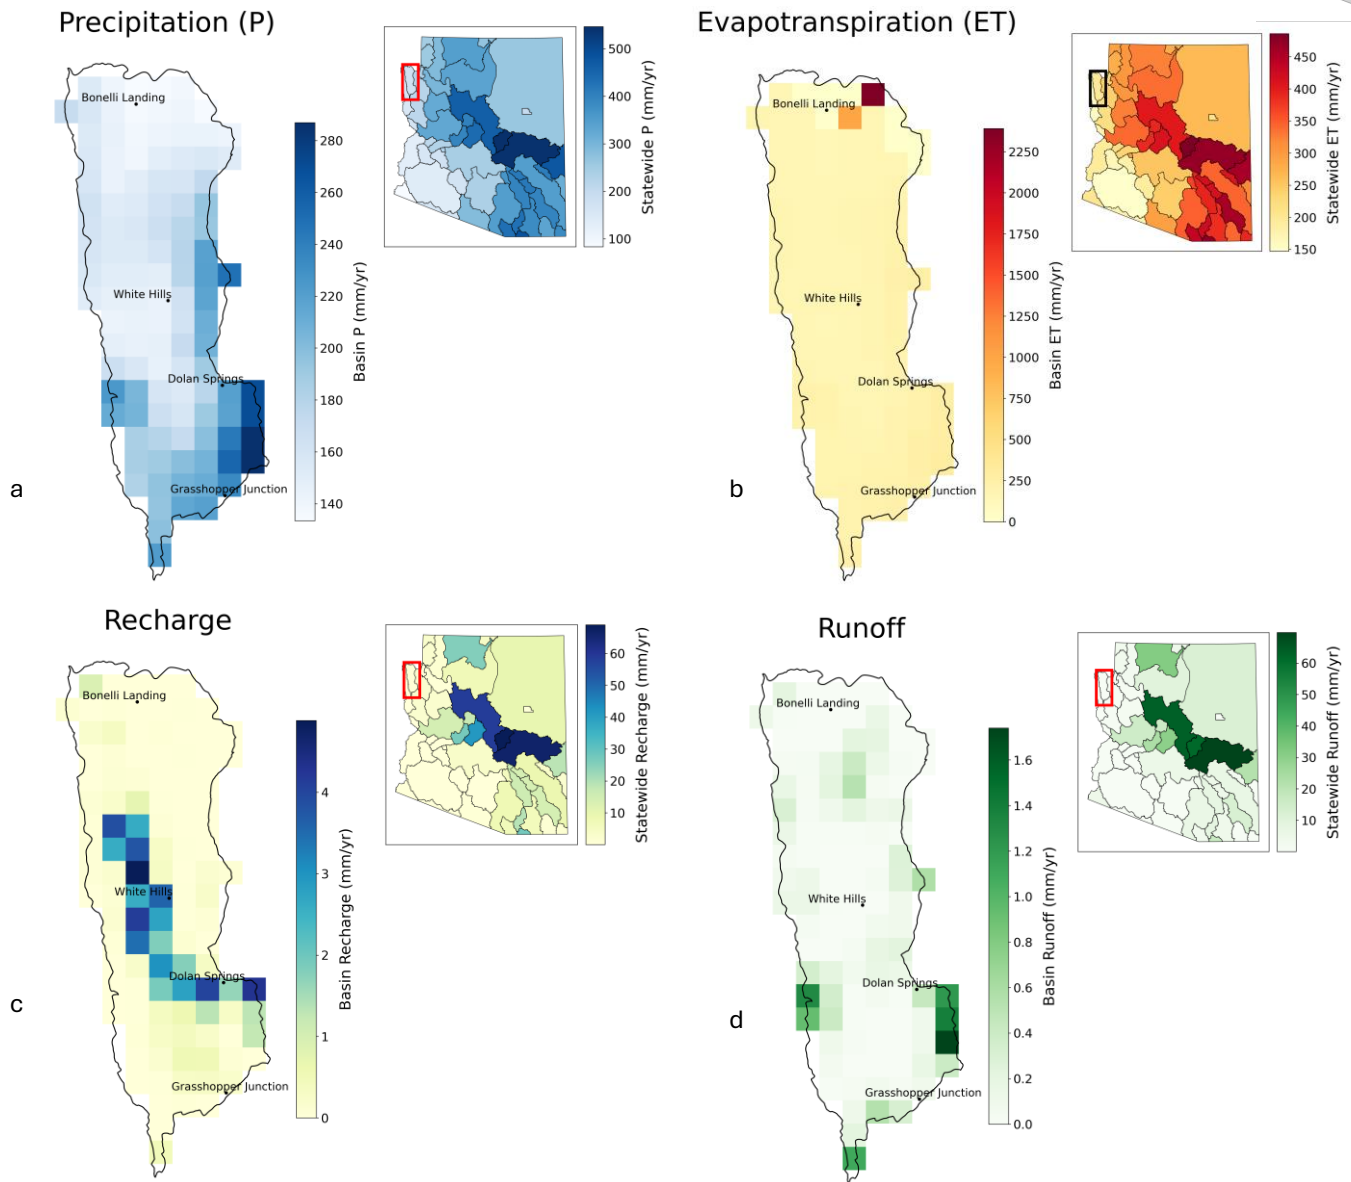 Precipitation (P)
Bonelli Landing
White Hills
Dolan Springs
Grasshopper Junction
280
260
240
220
200
180
160
140
Basin P (mm/yr)
500
400
300
200
100
Statewide P (mm/yr)
a
Evapotranspiration (ET)
Bonelli Landing
White Hills
Dolan Springs
Grasshopper Junction
2250
2000
1750
1500
1250
1000
750
500
250
0
Basin ET (mm/yr)
450
400
350
300
250
200
150
Statewide ET (mm/yr)
b
Recharge
Bonelli Landing
White Hills
Dolan Springs
Grasshopper Junction
4
3
2
1
0
Basin Recharge (mm/yr)
60
50
40
30
20
10
Statewide Recharge (mm/yr)
c
Runoff
Bonelli Landing
White Hills
Dolan Springs
Grasshopper Junction
1.6
1.4
1.2
1.0
0.8
0.6
0.4
0.2
0.0
Basin Runoff (mm/yr)
60
50
40
30
20
10
Statewide Runoff (mm/yr)
d